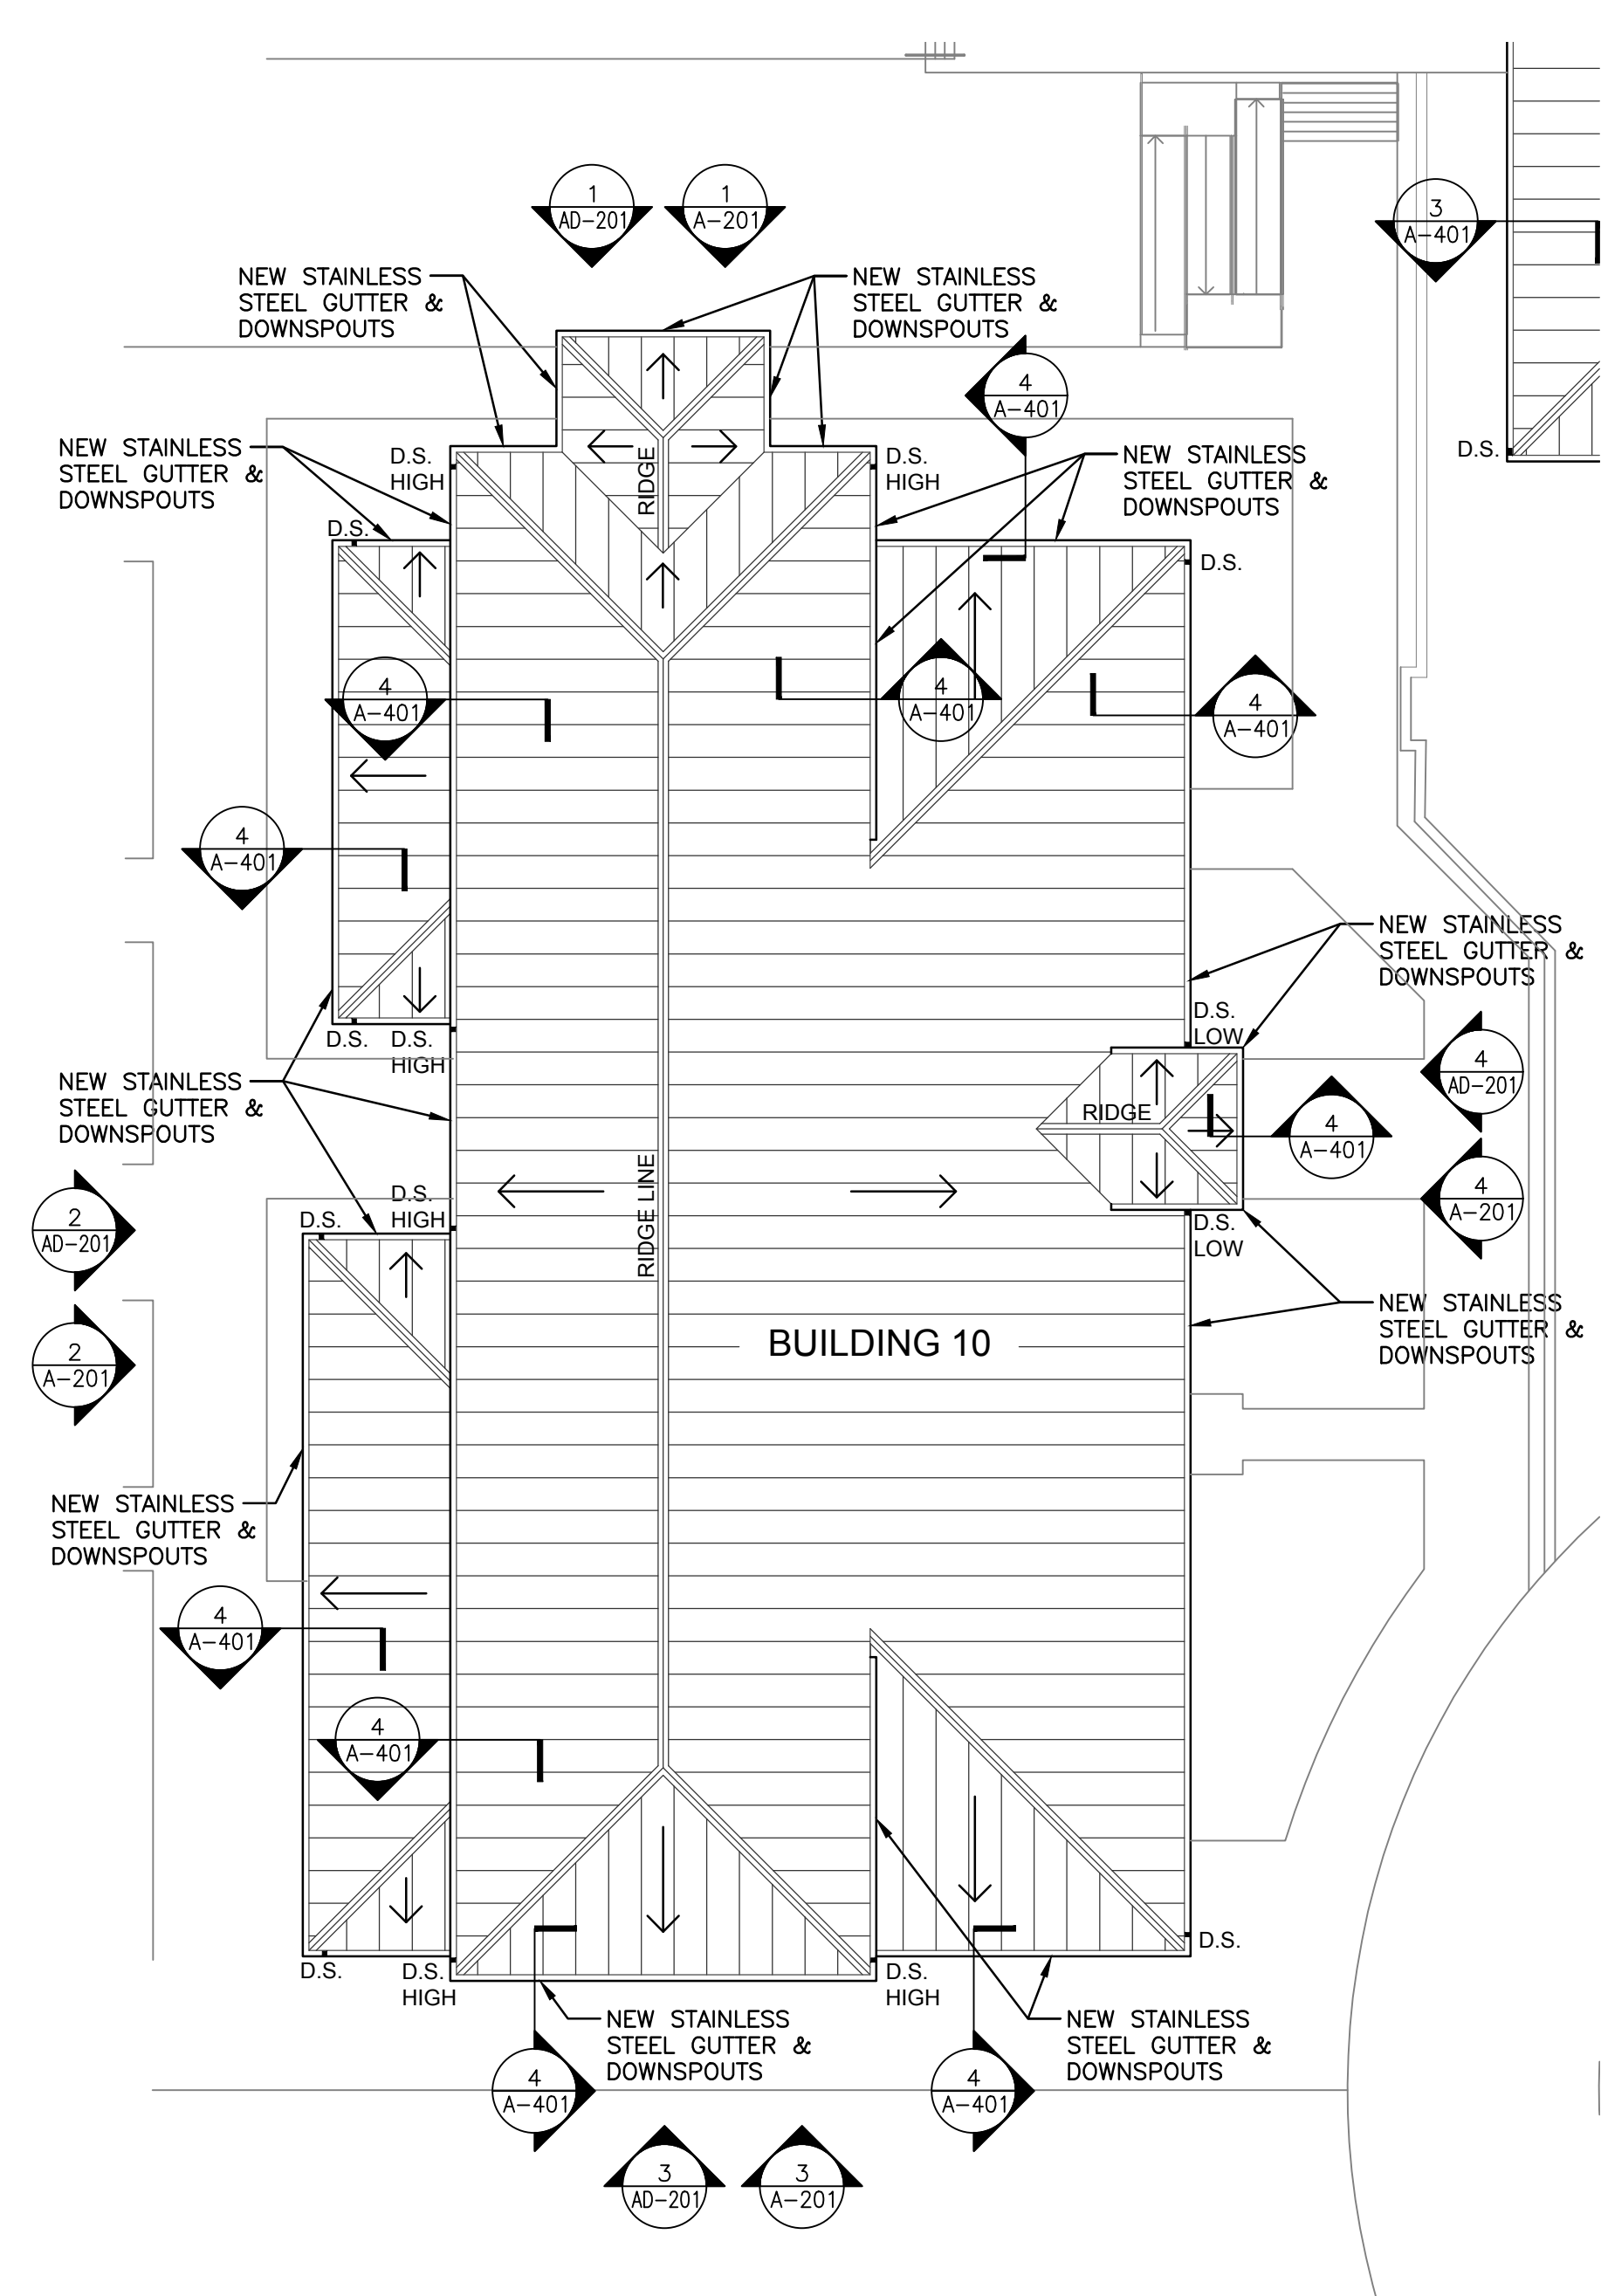 1
AD-201
1
A-201
3
A-401
NEW STAINLESS
STEEL GUTTER &
DOWNSPOUTS
NEW STAINLESS
STEEL GUTTER &
DOWNSPOUTS
4
A-401
NEW STAINLESS
STEEL GUTTER &
DOWNSPOUTS
D.S.
HIGH
RIDGE
D.S.
HIGH
NEW STAINLESS
STEEL GUTTER &
DOWNSPOUTS
D.S.
D.S.
D.S.
4
A-401
4
A-401
4
A-401
4
A-401
NEW STAINLESS
STEEL GUTTER &
DOWNSPOUTS
D.S.
LOW
D.S.
D.S.
HIGH
NEW STAINLESS
STEEL GUTTER &
DOWNSPOUTS
4
AD-201
RIDGE
4
A-401
4
A-201
2
AD-201
D.S.
D.S.
HIGH
RIDGE LINE
D.S.
LOW
2
A-201
BUILDING 10
NEW STAINLESS
STEEL GUTTER &
DOWNSPOUTS
NEW STAINLESS
STEEL GUTTER &
DOWNSPOUTS
4
A-401
4
A-401
D.S.
D.S.
D.S.
HIGH
D.S.
HIGH
NEW STAINLESS
STEEL GUTTER &
DOWNSPOUTS
NEW STAINLESS
STEEL GUTTER &
DOWNSPOUTS
4
A-401
4
A-401
3
AD-201
3
A-201